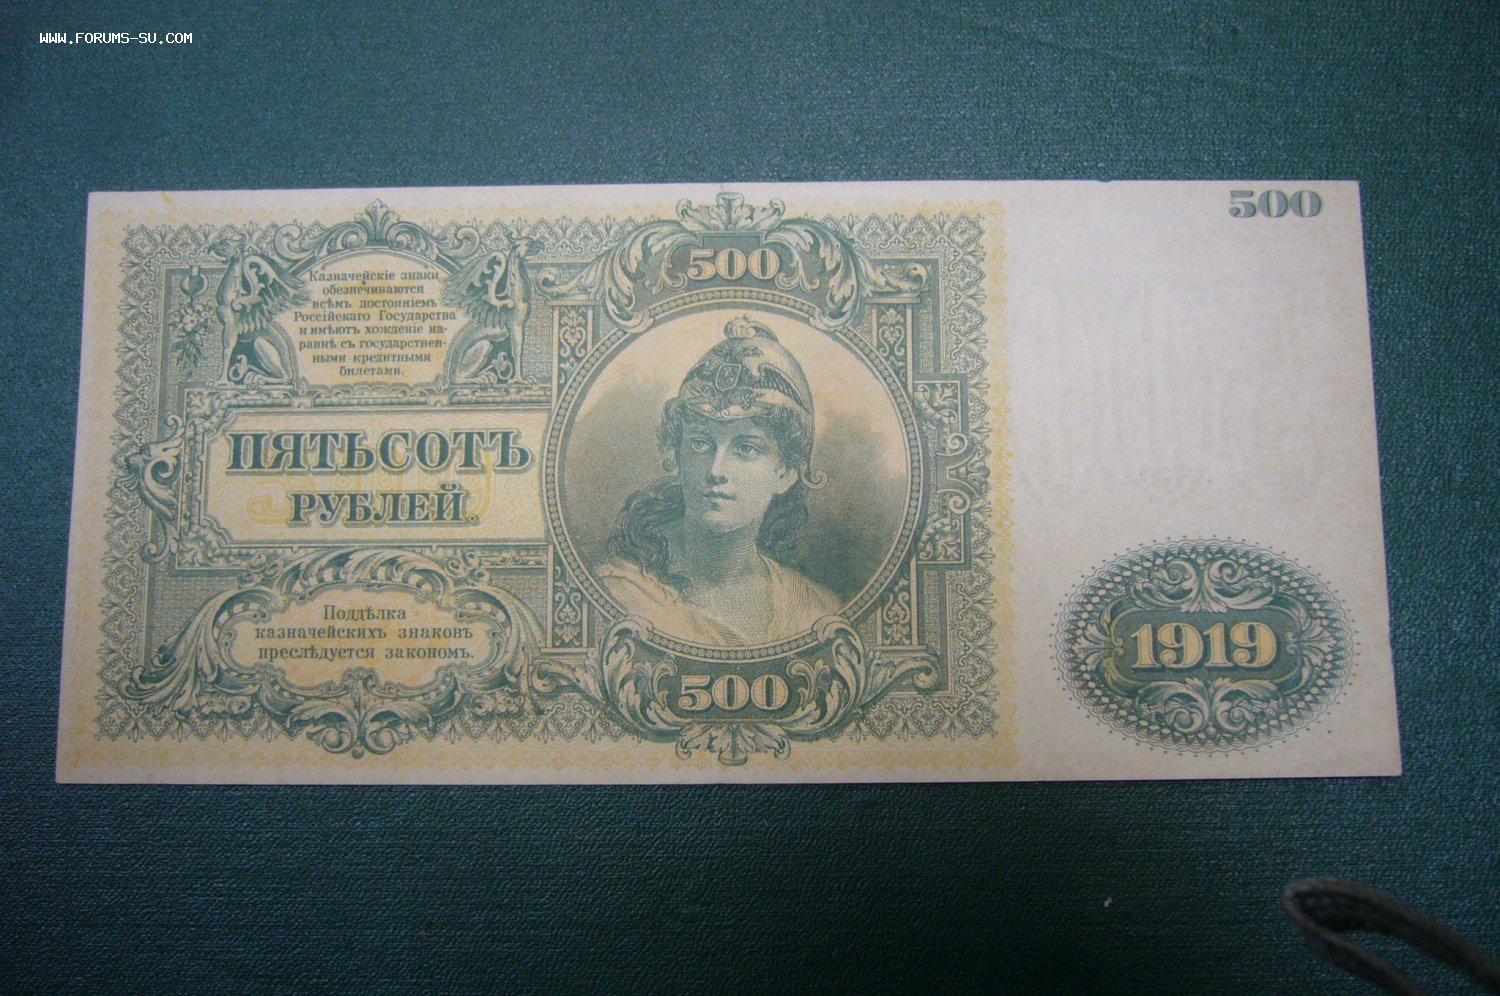 WWW.FORUMS-SU.COM
500
500
Казначейскіе знаки
обезпечиваются
всѣмъ достояніемъ
Россійскаго Государства
и имѣютъ хожденіе на-
равнѣ съ государствен-
ными кредитными
билетами.
ПЯТЬСОТЪ
РУБЛЕЙ.
Поддѣлка
казначейскихъ знаковъ
преслѣдуется закономъ.
500
1919